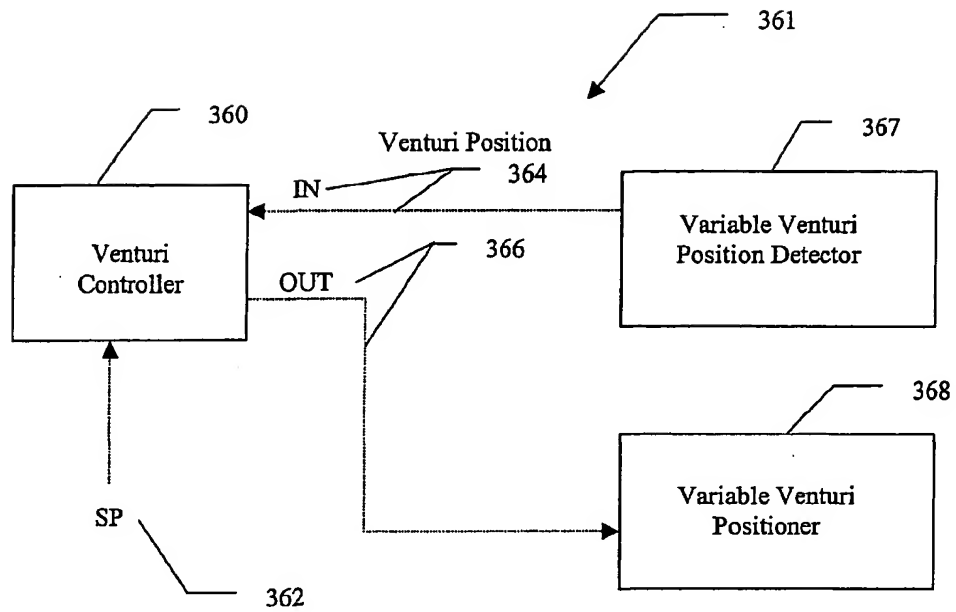 361
360
Venturi Position
367
IN
364
Variable Venturi
Position Detector
Venturi
Controller
366
OUT
368
SP
Variable Venturi
Positioner
362